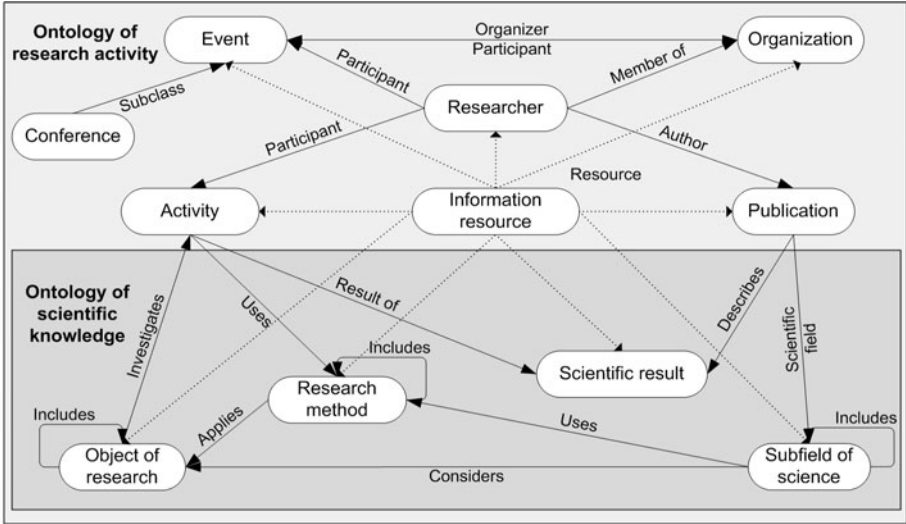 Ontology of
research activity
Event
Organizer
Participant
Organization
Subclass
Participant
Member of
Researcher
Conference
Participant
Author
Resource
Activity
Information
resource
Publication
Ontology of
scientific
knowledge
Investigates
Uses
Result of
Describes
Scientific
field
Includes
Research
method
Scientific result
Includes
Applies
Uses
Includes
Object of
research
Considers
Subfield of
science